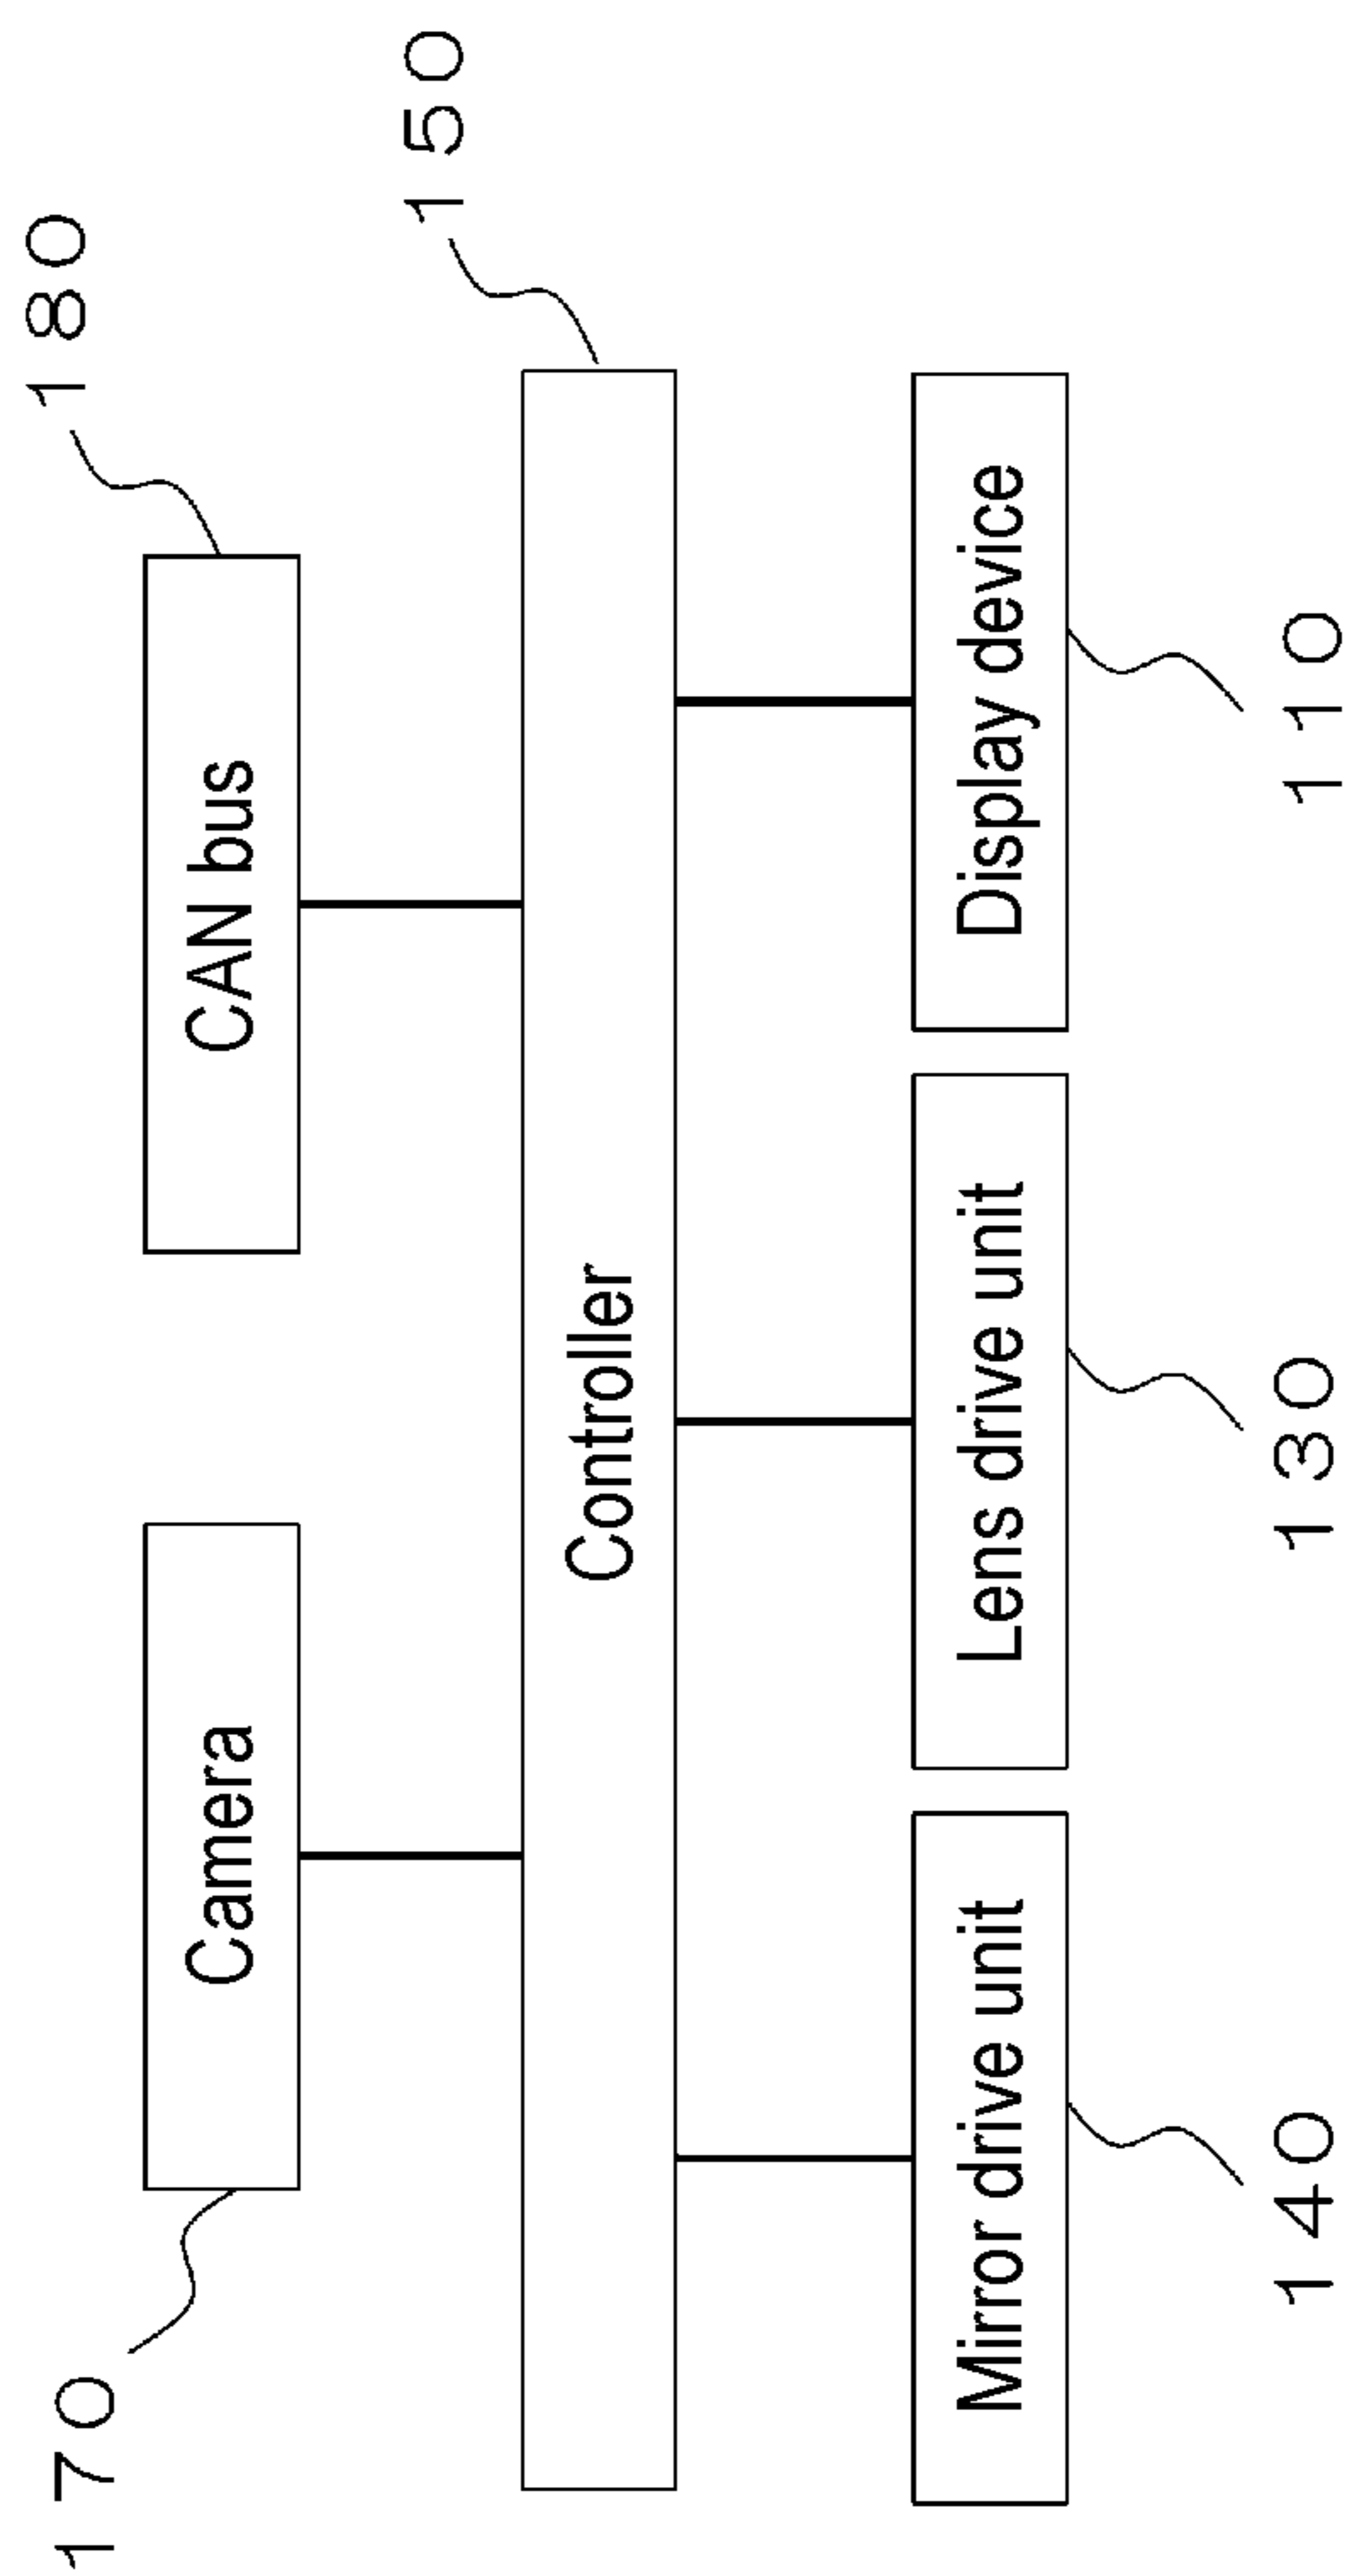 170
180
Camera
CAN bus
150
Controller
Mirror drive unit
Lens drive unit
Display device
140
130
110